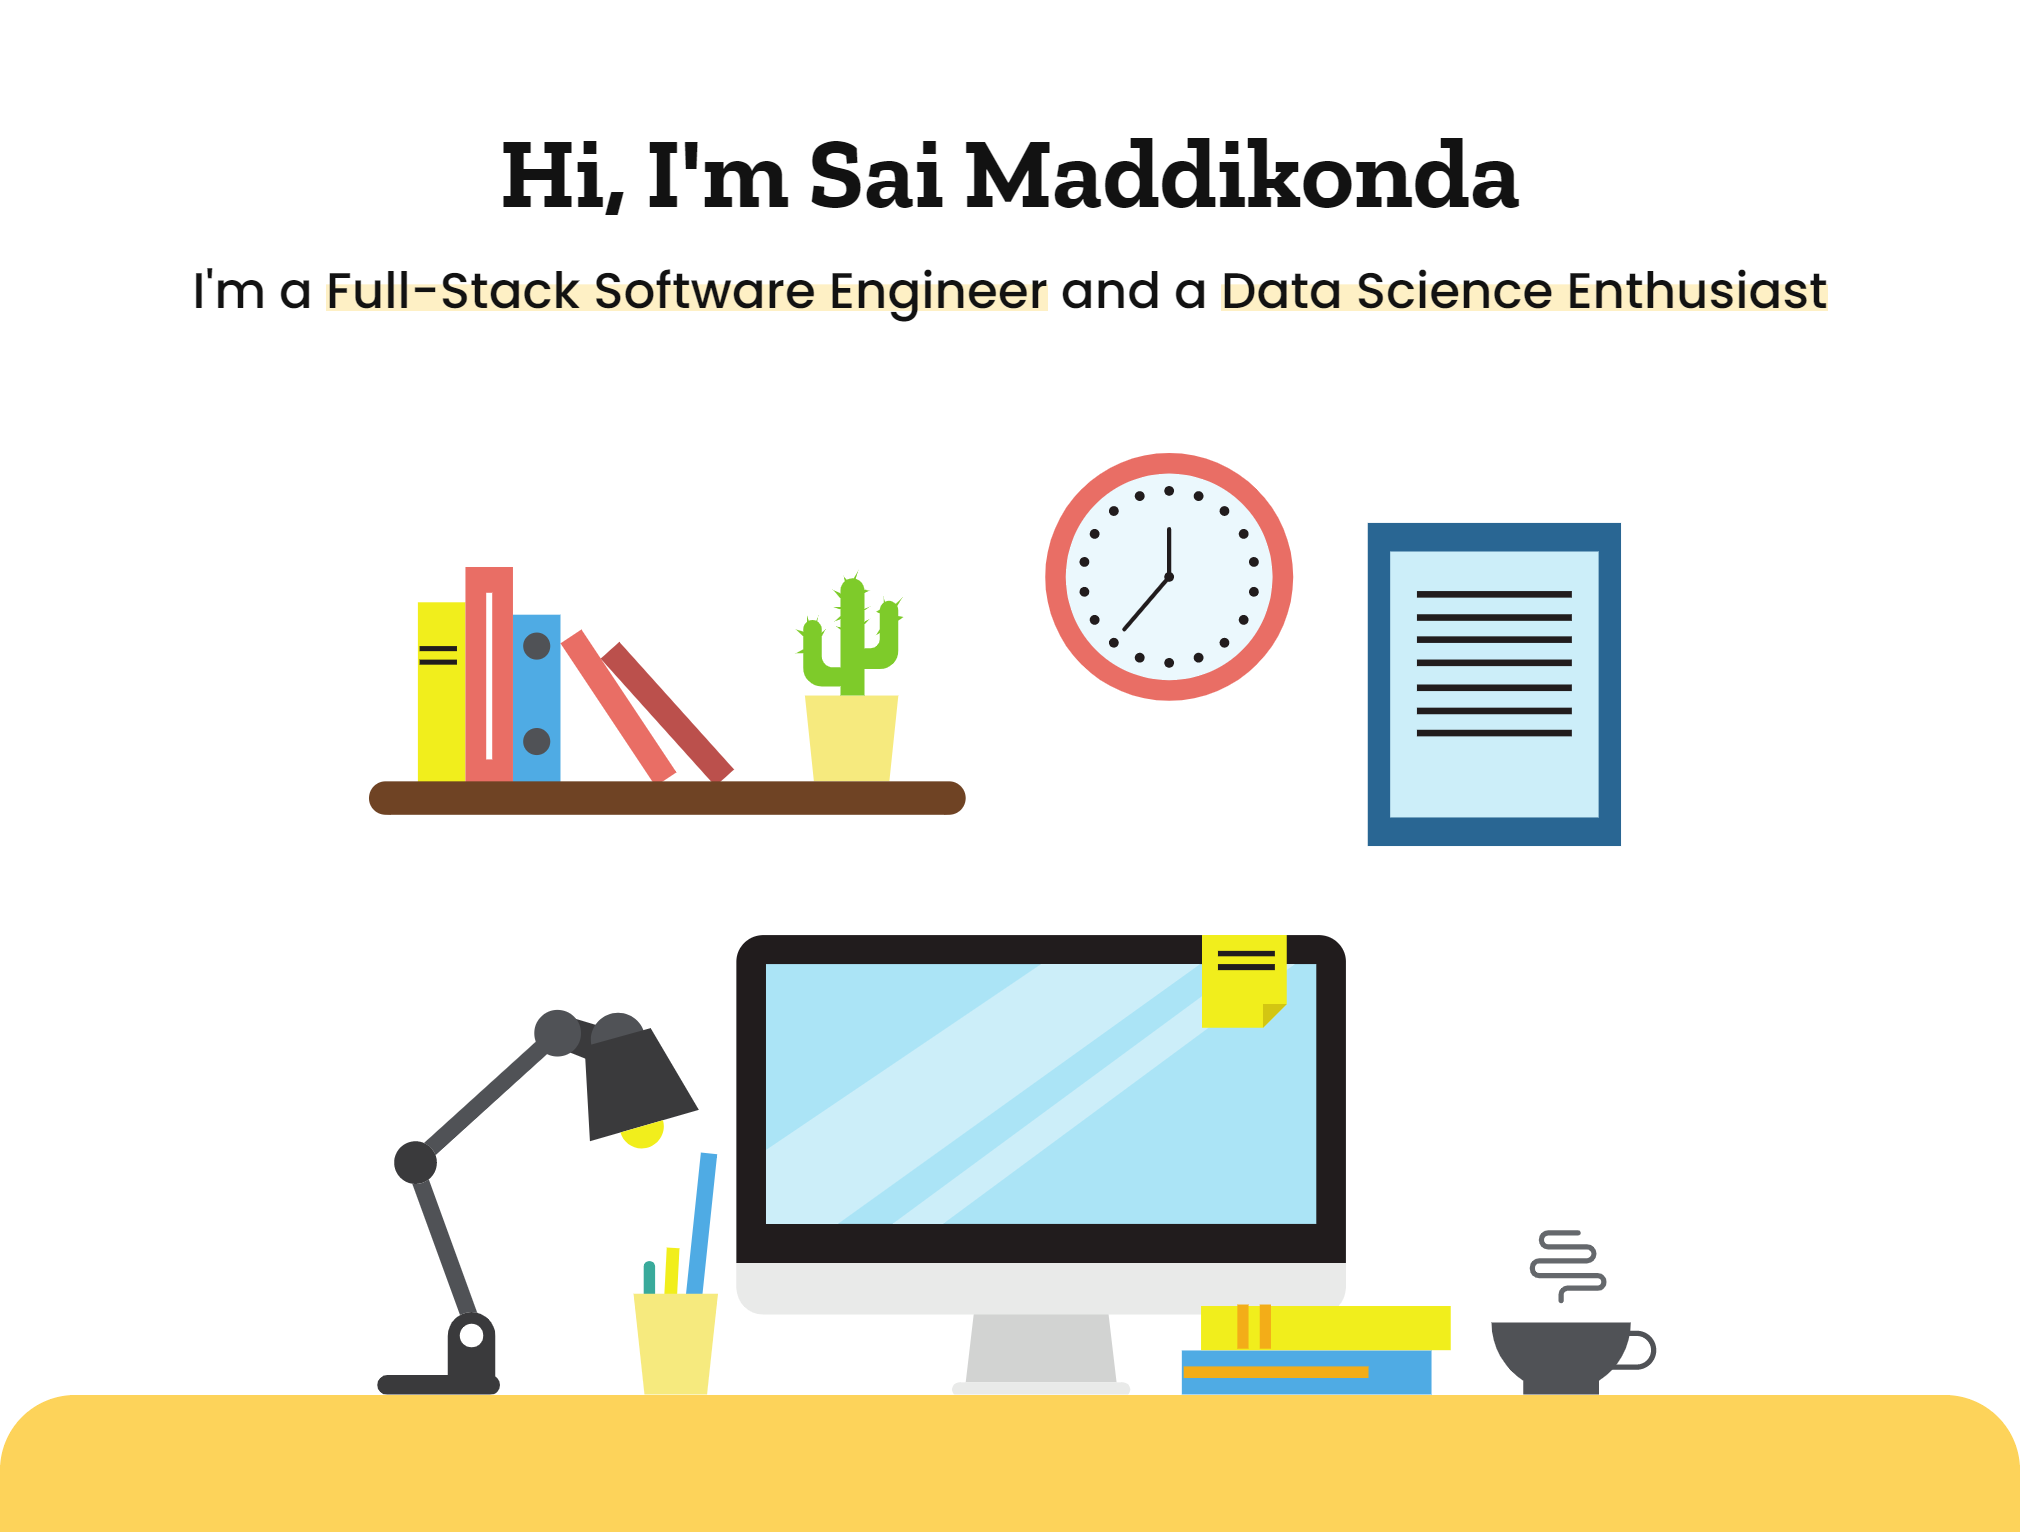 Hi, I'm Sai Maddikonda
I'm a Full-Stack Software Engineer and a Data Science Enthusiast